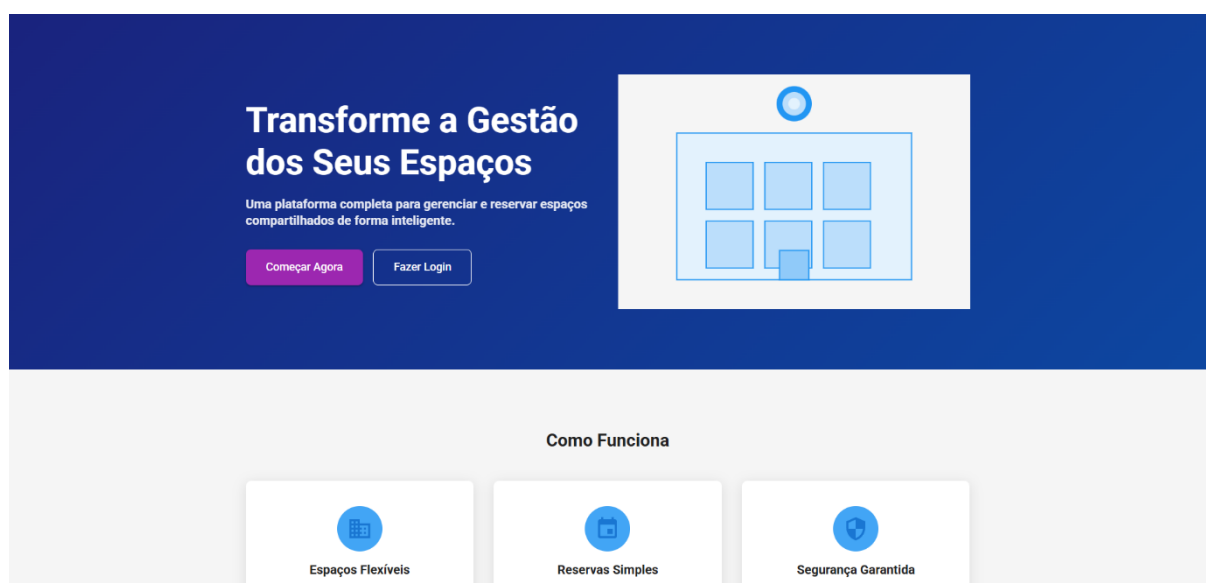 Transforme a Gestão
dos Seus Espaços
Uma plataforma completa para gerenciar e reservar espaços
compartilhados de forma inteligente.
Começar Agora
Fazer Login
Como Funciona
Espaços Flexíveis
Reservas Simples
Segurança Garantida